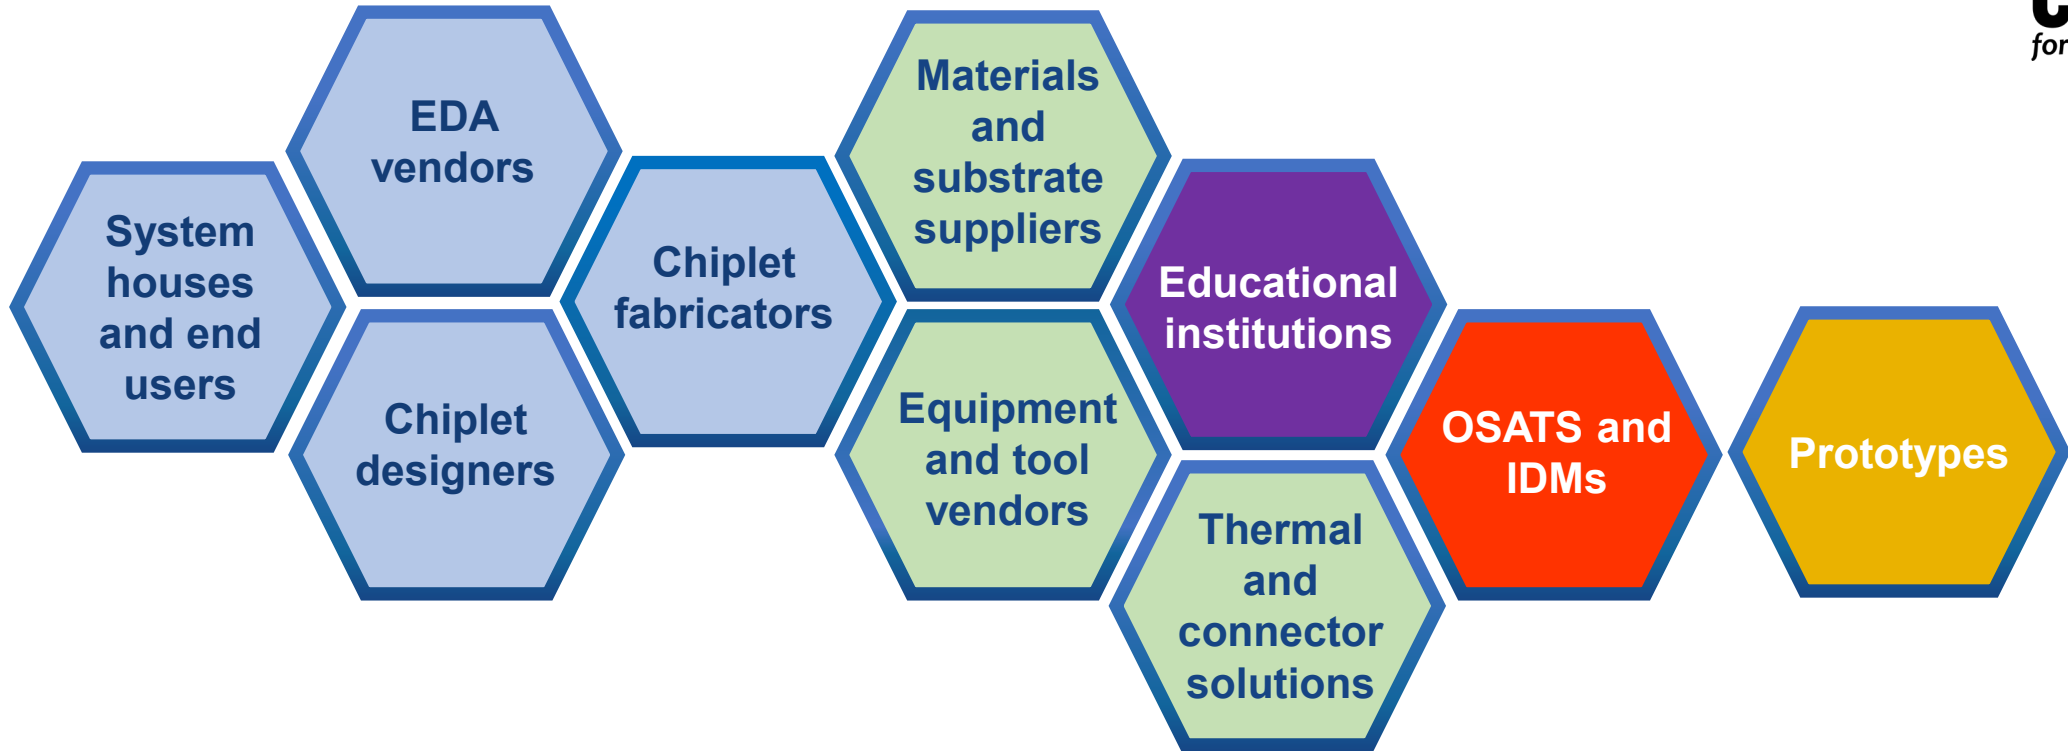 System
houses
and end
users
EDA
vendors
Chiplet
designers
Chiplet
fabricators
Materials
and
substrate
suppliers
Equipment
and tool
vendors
Educational
institutions
Thermal
and
connector
solutions
OSATS and
IDMs
Prototypes
for